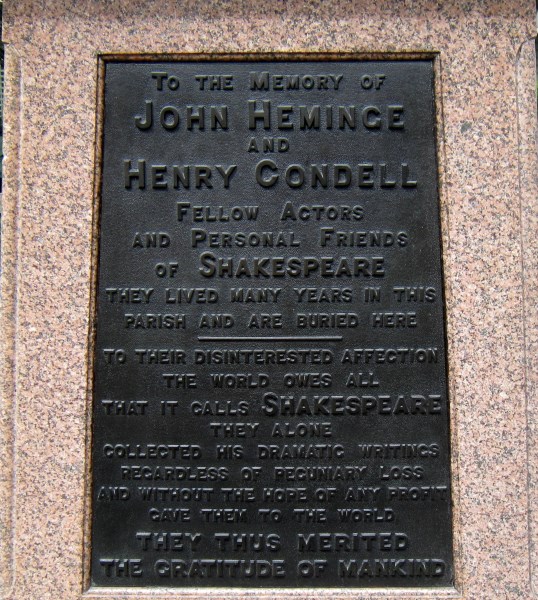 To the Memory of
John Heminge
and
Henry Condell
Fellow Actors
and Personal Friends
of Shakespeare
They lived many years in this
parish and are buried here
To their disinterested affection
the world owes all
that it calls Shakespeare
They alone
collected his dramatic writings
regardless of pecuniary loss
and without the hope of any profit
gave them to the world
They thus merited
the gratitude of mankind